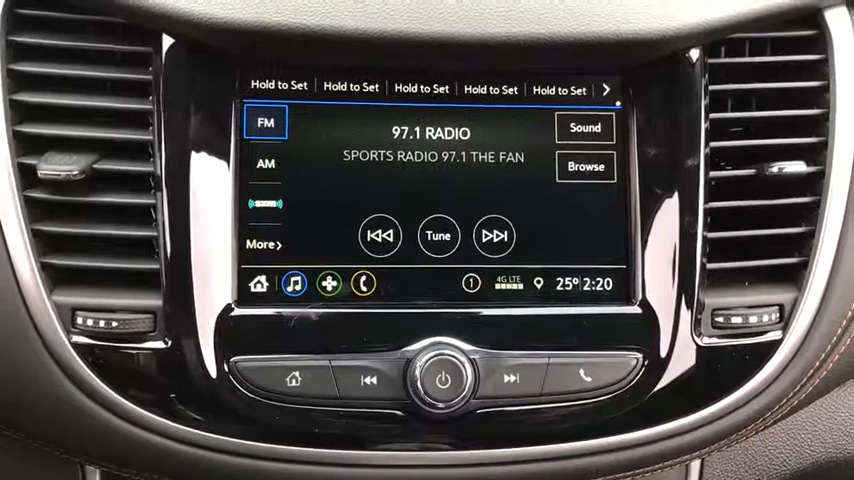 Hold to Set Hold to Set Hold to Set Hold to Set Hold to Set
FM
97.1 RADIO
Sound
SPORTS RADIO 97.1 THE FAN
AM
Browse
SXM
Tune
More
1 4G LTE 25° 2:20